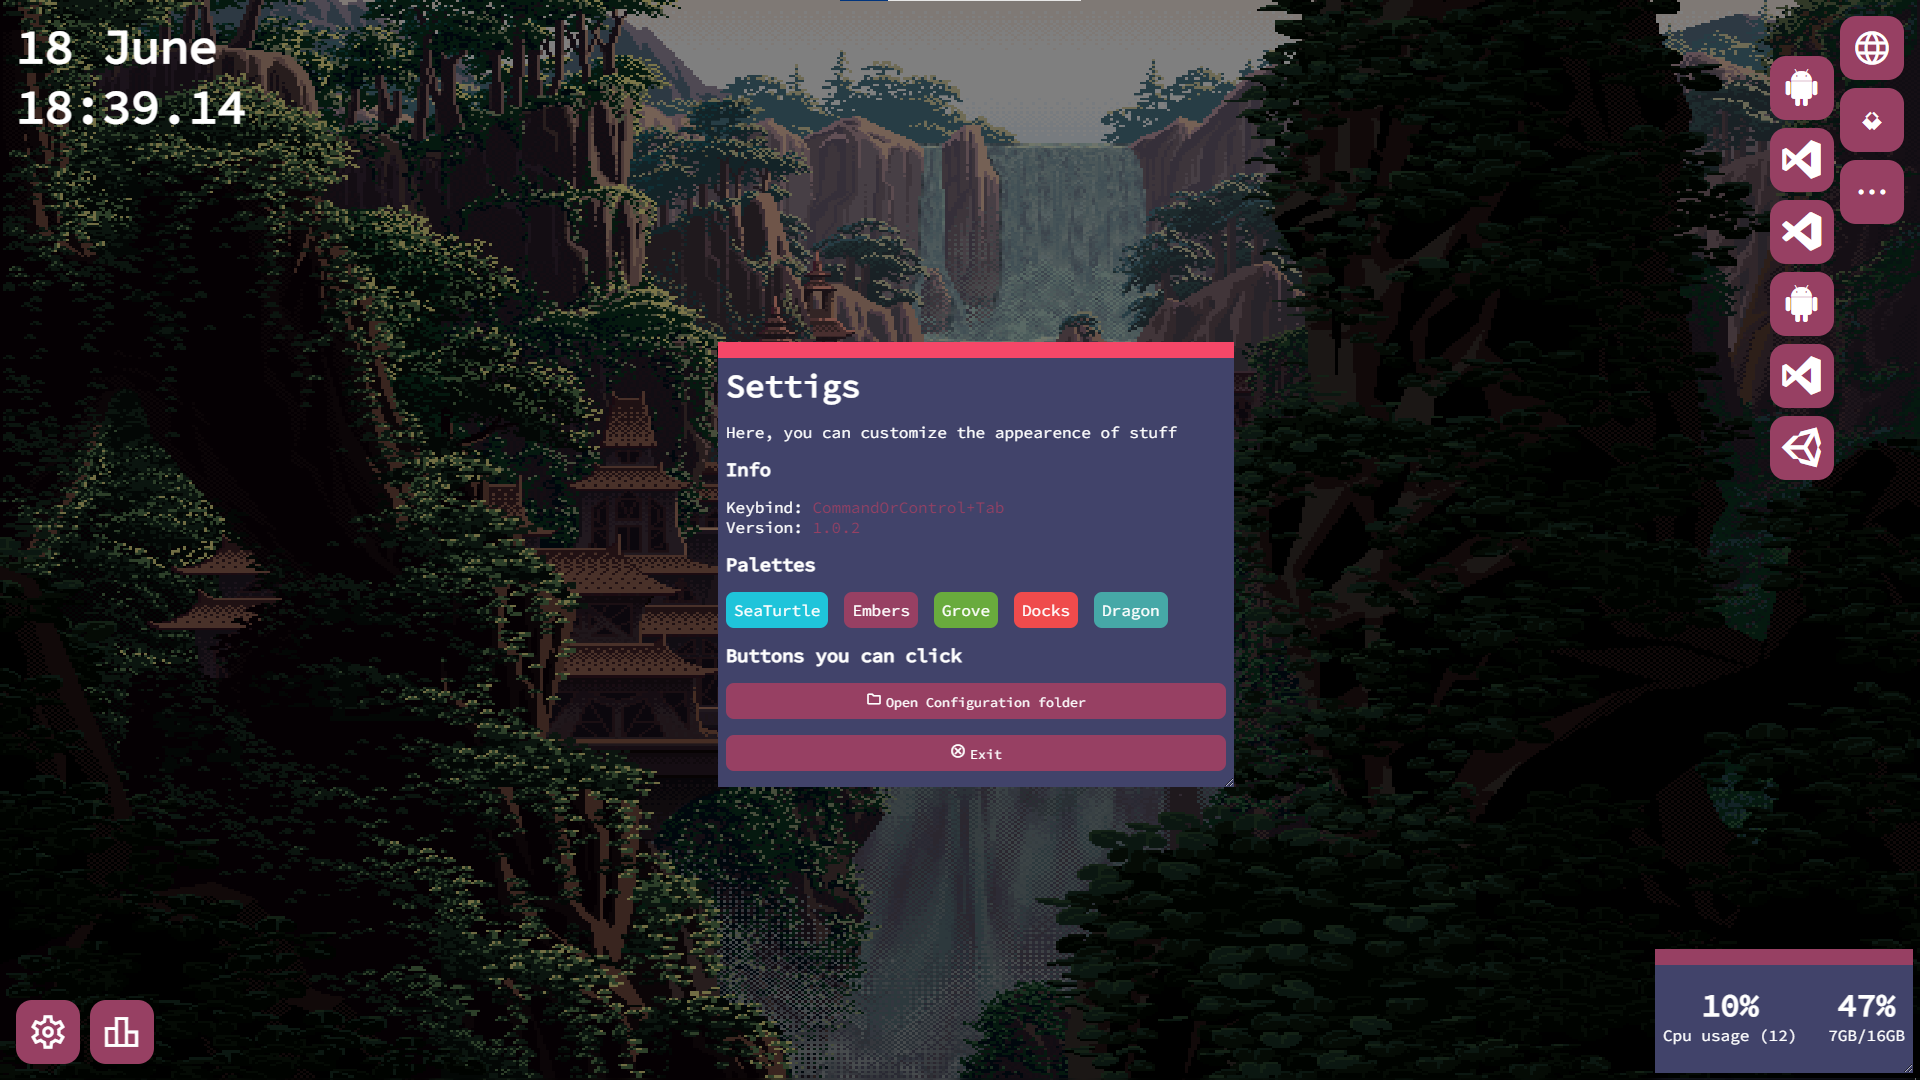 18 June
18:39.14
Settigs
Here, you can customize the appearence of stuff
Info
Keybind: CommandOrControl+Tab
Version: 1.0.2
Palettes
SeaTurtle Embers Grove Docks Dragon
Buttons you can click
Open Configuration folder
Exit
10% 47%
Cpu usage (12) 7GB/16GB